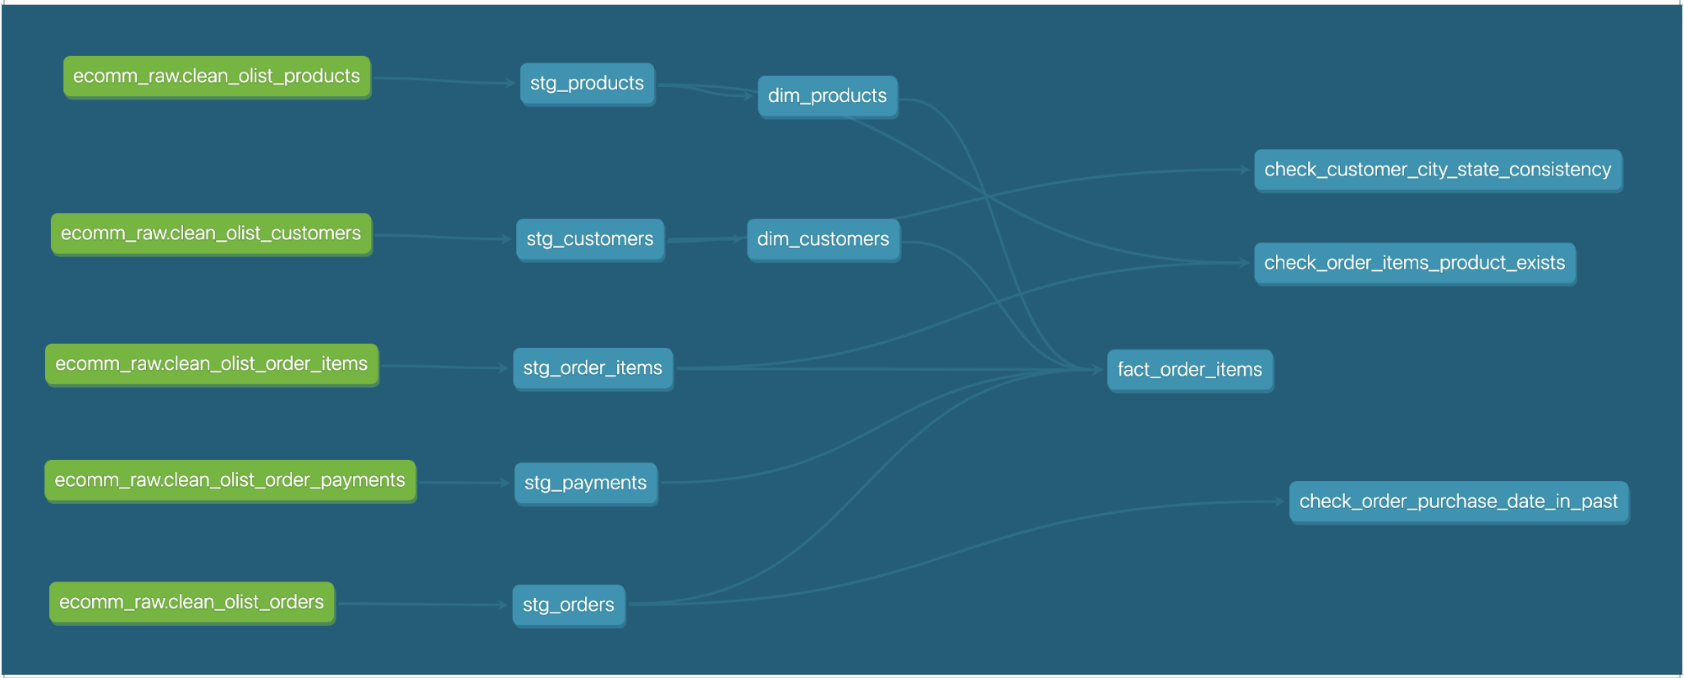 ecomm_raw.clean_olist_products
stg_products
dim_products
check_customer_city_state_consistency
ecomm_raw.clean_olist_customers
stg_customers
dim_customers
check_order_items_product_exists
ecomm_raw.clean_olist_order_items
stg_order_items
fact_order_items
ecomm_raw.clean_olist_order_payments
stg_payments
check_order_purchase_date_in_past
ecomm_raw.clean_olist_orders
stg_orders